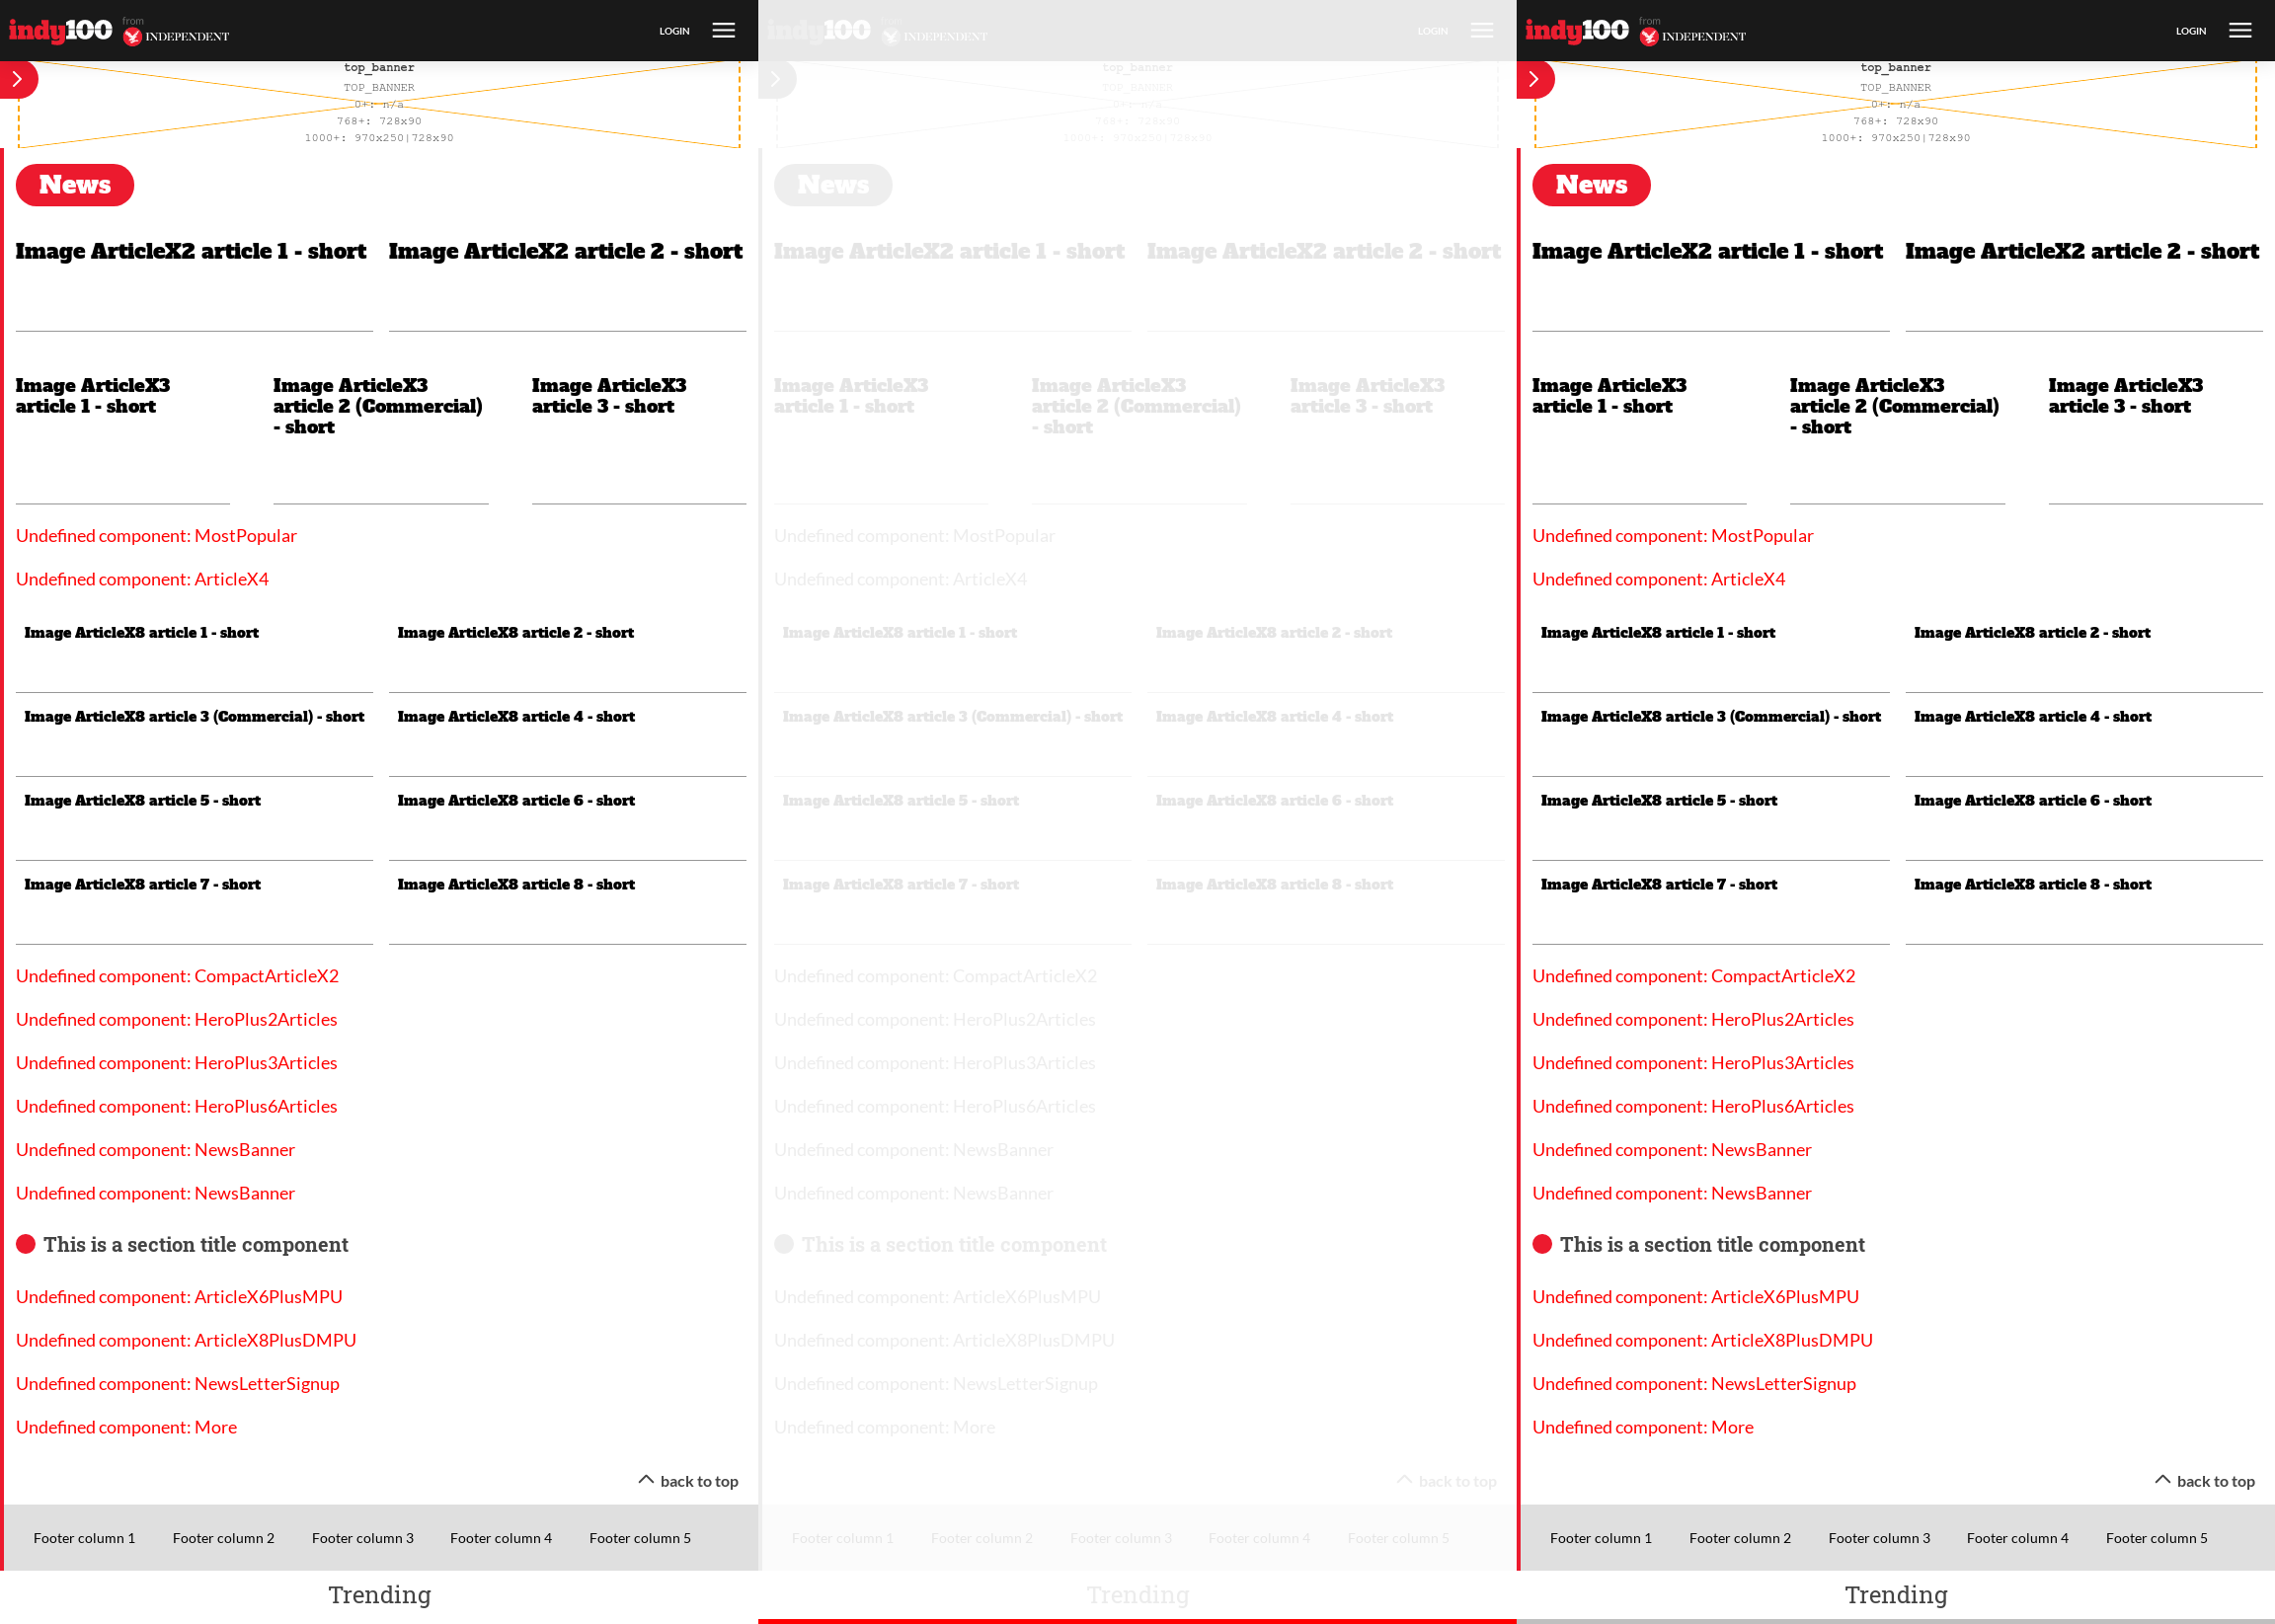 indy100 from INDEPENDENT LOGIN
top_banner
TOP_BANNER
0+: n/a
768+: 728x90
1000+: 970x250|728x90
News
Image ArticleX2 article 1 - short
Image ArticleX2 article 2 - short
Image ArticleX3
article 1 - short
Image ArticleX3
article 2 (Commercial)
- short
Image ArticleX3
article 3 - short
Undefined component: MostPopular
Undefined component: ArticleX4
Image ArticleX8 article 1 - short
Image ArticleX8 article 2 - short
Image ArticleX8 article 3 (Commercial) - short
Image ArticleX8 article 4 - short
Image ArticleX8 article 5 - short
Image ArticleX8 article 6 - short
Image ArticleX8 article 7 - short
Image ArticleX8 article 8 - short
Undefined component: CompactArticleX2
Undefined component: HeroPlus2Articles
Undefined component: HeroPlus3Articles
Undefined component: HeroPlus6Articles
Undefined component: NewsBanner
Undefined component: NewsBanner
This is a section title component
Undefined component: ArticleX6PlusMPU
Undefined component: ArticleX8PlusDMPU
Undefined component: NewsLetterSignup
Undefined component: More
back to top
Footer column 1 Footer column 2 Footer column 3 Footer column 4 Footer column 5
Trending
indy100 from INDEPENDENT LOGIN
top_banner
TOP_BANNER
0+: n/a
768+: 728x90
1000+: 970x250|728x90
News
Image ArticleX2 article 1 - short
Image ArticleX2 article 2 - short
Image ArticleX3
article 1 - short
Image ArticleX3
article 2 (Commercial)
- short
Image ArticleX3
article 3 - short
Undefined component: MostPopular
Undefined component: ArticleX4
Image ArticleX8 article 1 - short
Image ArticleX8 article 2 - short
Image ArticleX8 article 3 (Commercial) - short
Image ArticleX8 article 4 - short
Image ArticleX8 article 5 - short
Image ArticleX8 article 6 - short
Image ArticleX8 article 7 - short
Image ArticleX8 article 8 - short
Undefined component: CompactArticleX2
Undefined component: HeroPlus2Articles
Undefined component: HeroPlus3Articles
Undefined component: HeroPlus6Articles
Undefined component: NewsBanner
Undefined component: NewsBanner
This is a section title component
Undefined component: ArticleX6PlusMPU
Undefined component: ArticleX8PlusDMPU
Undefined component: NewsLetterSignup
Undefined component: More
back to top
Footer column 1 Footer column 2 Footer column 3 Footer column 4 Footer column 5
Trending
indy100 from INDEPENDENT LOGIN
top_banner
TOP_BANNER
0+: n/a
768+: 728x90
1000+: 970x250|728x90
News
Image ArticleX2 article 1 - short
Image ArticleX2 article 2 - short
Image ArticleX3
article 1 - short
Image ArticleX3
article 2 (Commercial)
- short
Image ArticleX3
article 3 - short
Undefined component: MostPopular
Undefined component: ArticleX4
Image ArticleX8 article 1 - short
Image ArticleX8 article 2 - short
Image ArticleX8 article 3 (Commercial) - short
Image ArticleX8 article 4 - short
Image ArticleX8 article 5 - short
Image ArticleX8 article 6 - short
Image ArticleX8 article 7 - short
Image ArticleX8 article 8 - short
Undefined component: CompactArticleX2
Undefined component: HeroPlus2Articles
Undefined component: HeroPlus3Articles
Undefined component: HeroPlus6Articles
Undefined component: NewsBanner
Undefined component: NewsBanner
This is a section title component
Undefined component: ArticleX6PlusMPU
Undefined component: ArticleX8PlusDMPU
Undefined component: NewsLetterSignup
Undefined component: More
back to top
Footer column 1 Footer column 2 Footer column 3 Footer column 4 Footer column 5
Trending